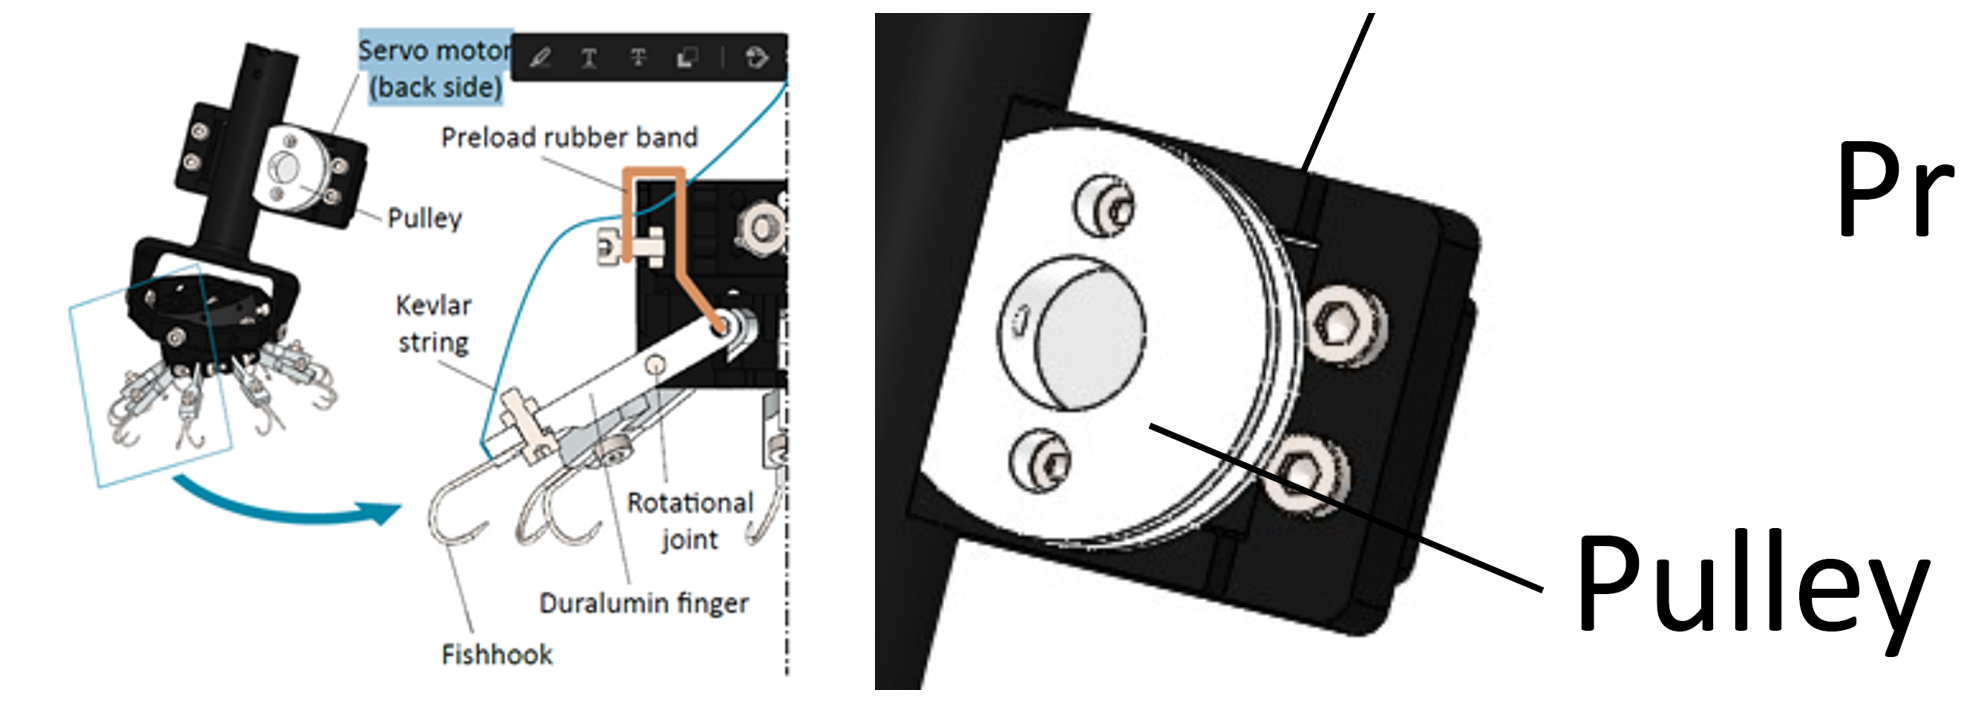 Servo motor
(back side)
Preload rubber band
Pulley
Kevlar
string
Rotational
joint
Duralumin finger
Fishhook
Pr
Pulley